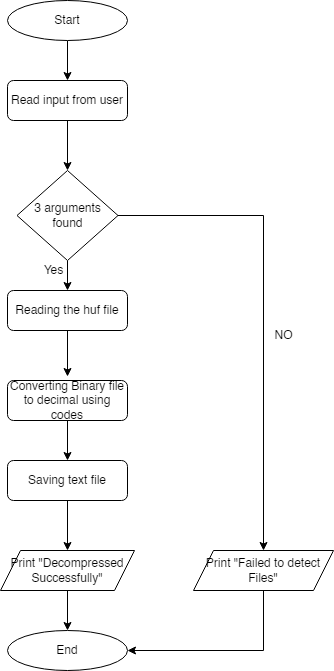 Start
Read input from user
3 arguments
found
Yes
Reading the huf file
NO
Converting Binary file
to decimal using
codes
Saving text file
Print "Decompressed
Successfully"
Print "Failed to detect
Files"
End